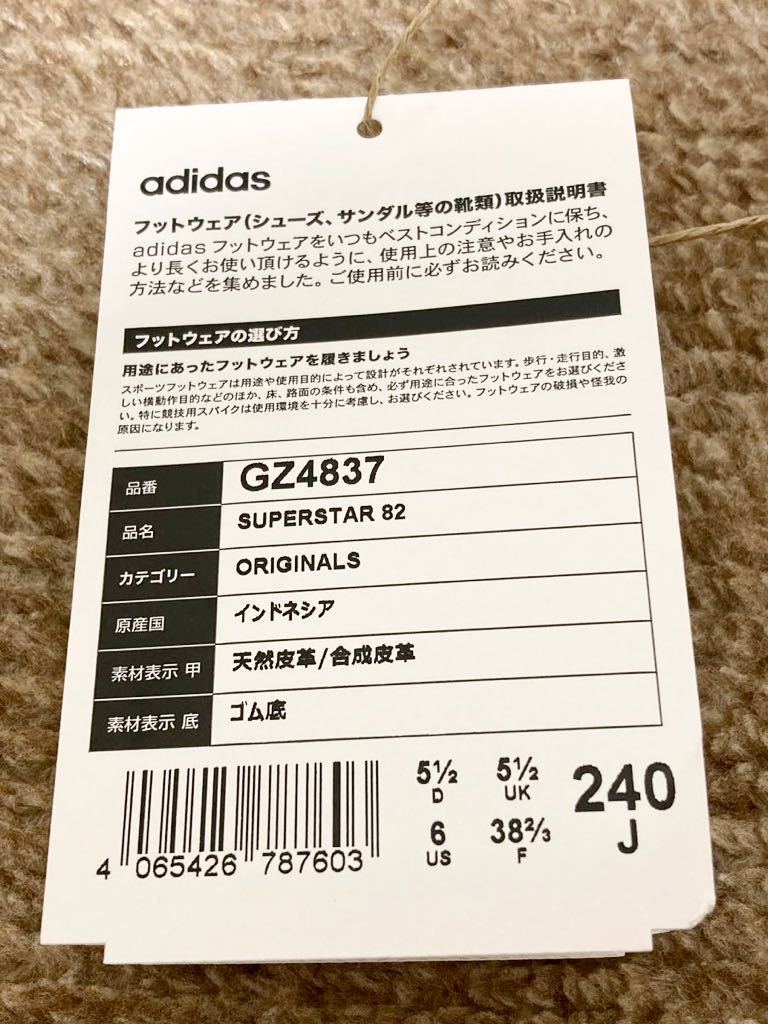 adidas
フットウェア(シューズ、サンダル等の靴類)取扱説明書
adidas フットウェアをいつもベストコンディションに保ち、
より長くお使い頂けるように、使用上の注意やお手入れの
方法などを集めました。ご使用前に必ずお読みください。
フットウェアの選び方
用途にあったフットウェアを履きましょう
スポーツフットウェアは用途や使用目的によって設計がそれぞれされています。歩行・走行目的、激
しい横動作目的などのほか、床、路面の条件も含め、必ず用途に合ったフットウェアをお選びくださ
い。特に競技用スパイクは使用環境を十分に考慮し、お選びください。フットウェアの破損や怪我の
原因になります。
品番 GZ4837
品名 SUPERSTAR 82
カテゴリー ORIGINALS
原産国 インドネシア
素材表示 甲 天然皮革/合成皮革
素材表示 底 ゴム底
5½ 5½ 240
D UK J
6 38⅔
US F
4 065426 787603